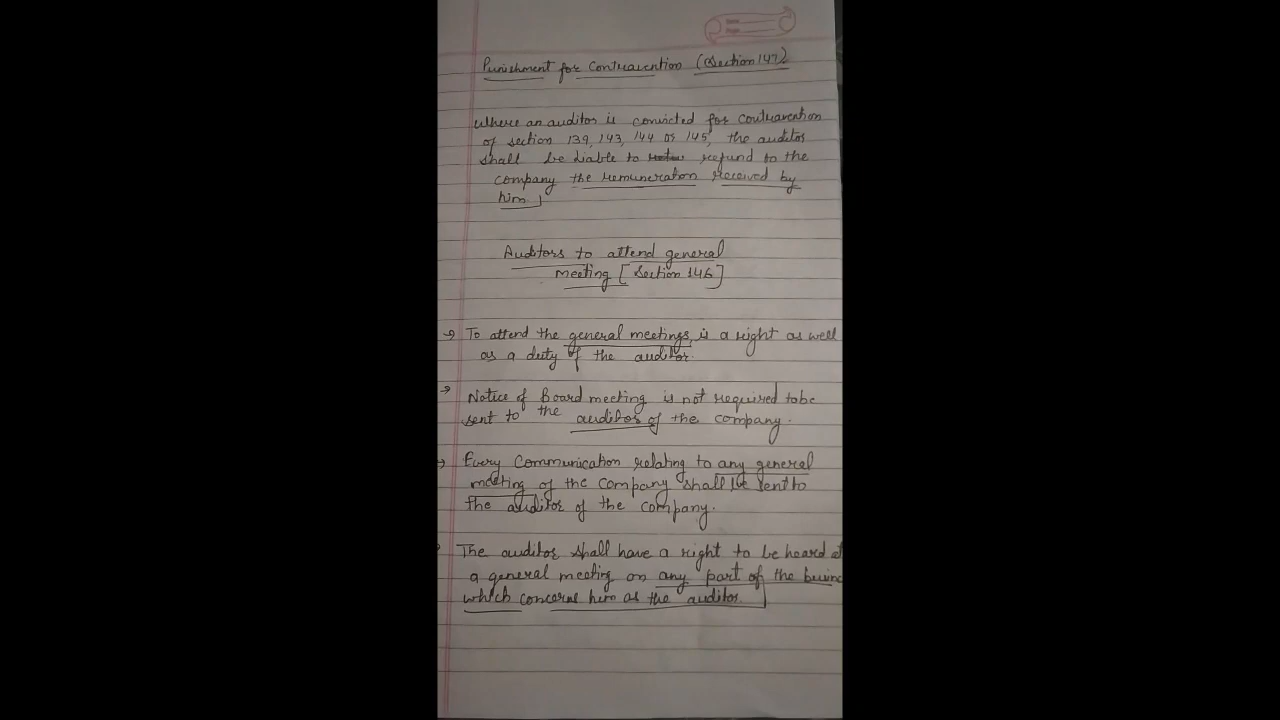 Punishment for Contravention (Section 147)
Where an auditor is convicted for contravention
of section 139, 143, 144 or 145, the auditor
shall be liable to refund to the
company the remuneration received by
him
Auditors to attend general
meeting [Section 146]
→ To attend the general meetings, is a right as well
as a duty of the auditor.
→ Notice of Board meeting is not required to be
sent to the auditor of the company.
→ Every Communication relating to any general
meeting of the company shall be sent to
the auditor of the company.
The auditor shall have a right to be heard at
a general meeting on any part of the
which concerns him as the auditor.